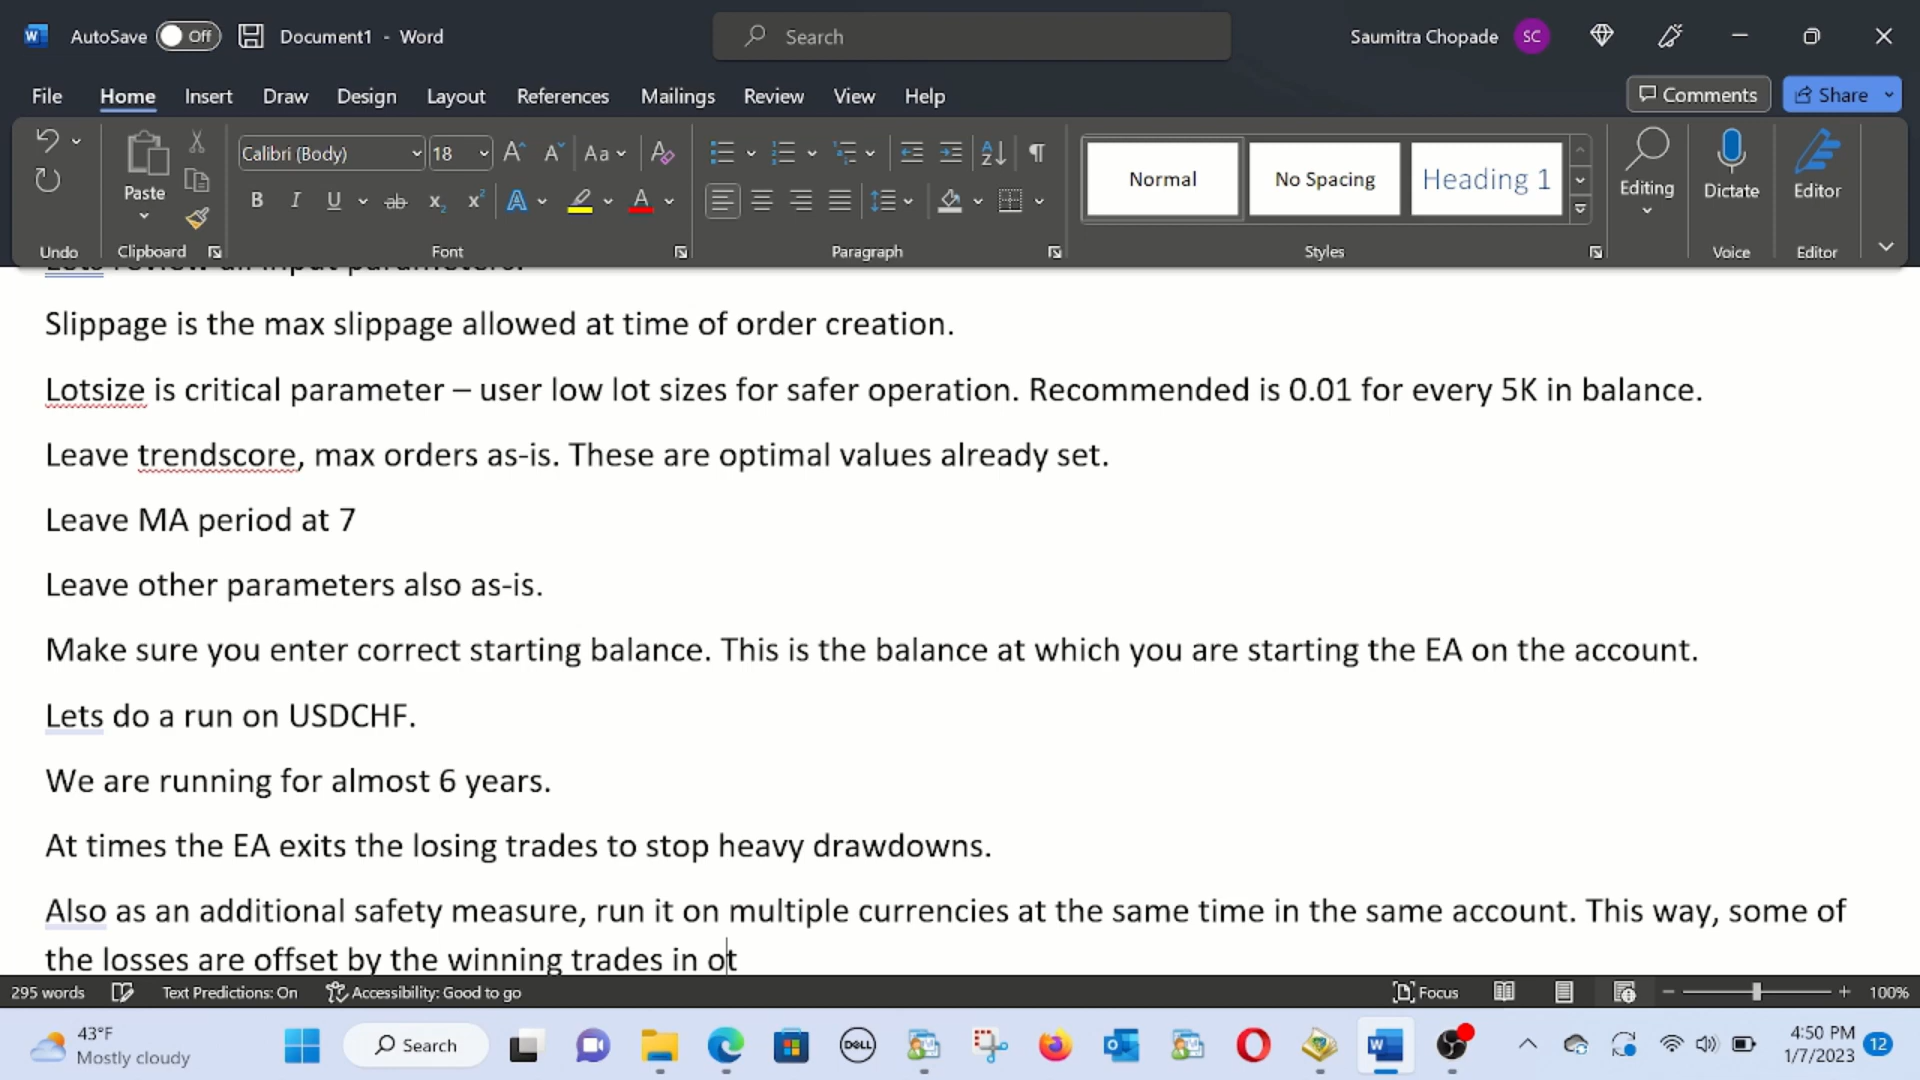 AutoSave Off Document1 - Word Search Saumitra Chopade SC
File Home Insert Draw Design Layout References Mailings Review View Help Comments Share
Calibri (Body) 18 Aa
Paste Normal No Spacing Heading 1 Editing Dictate Editor
Undo Clipboard Font Paragraph Styles Voice Editor
Lets review all input parameters.
Slippage is the max slippage allowed at time of order creation.
Lotsize is critical parameter – user low lot sizes for safer operation. Recommended is 0.01 for every 5K in balance.
Leave trendscore, max orders as-is. These are optimal values already set.
Leave MA period at 7
Leave other parameters also as-is.
Make sure you enter correct starting balance. This is the balance at which you are starting the EA on the account.
Lets do a run on USDCHF.
We are running for almost 6 years.
At times the EA exits the losing trades to stop heavy drawdowns.
Also as an additional safety measure, run it on multiple currencies at the same time in the same account. This way, some of
the losses are offset by the winning trades in ot
295 words Text Predictions: On Accessibility: Good to go Focus 100%
43°F
Mostly cloudy
Search
DELL
4:50 PM
1/7/2023
12